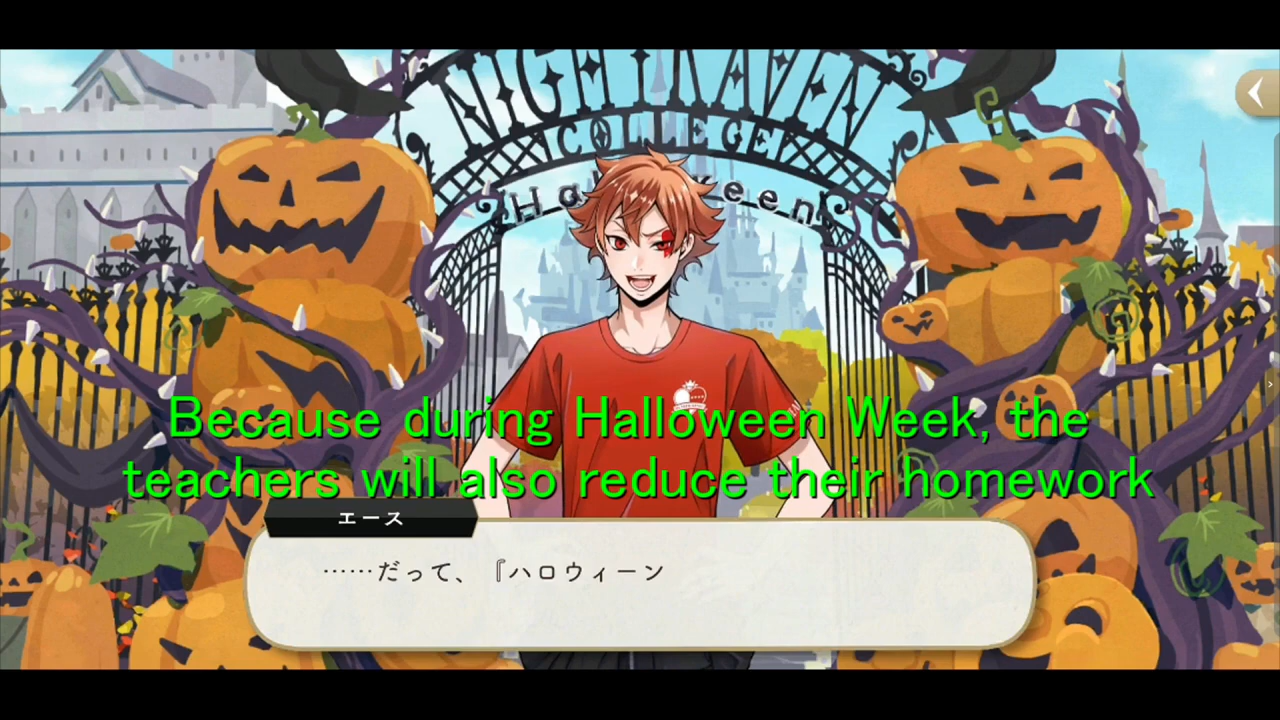 NIGHT RAVEN
COLLEGE
Because during Halloween Week, the
teachers will also reduce their homework
エース
……だって、『ハロウィーン